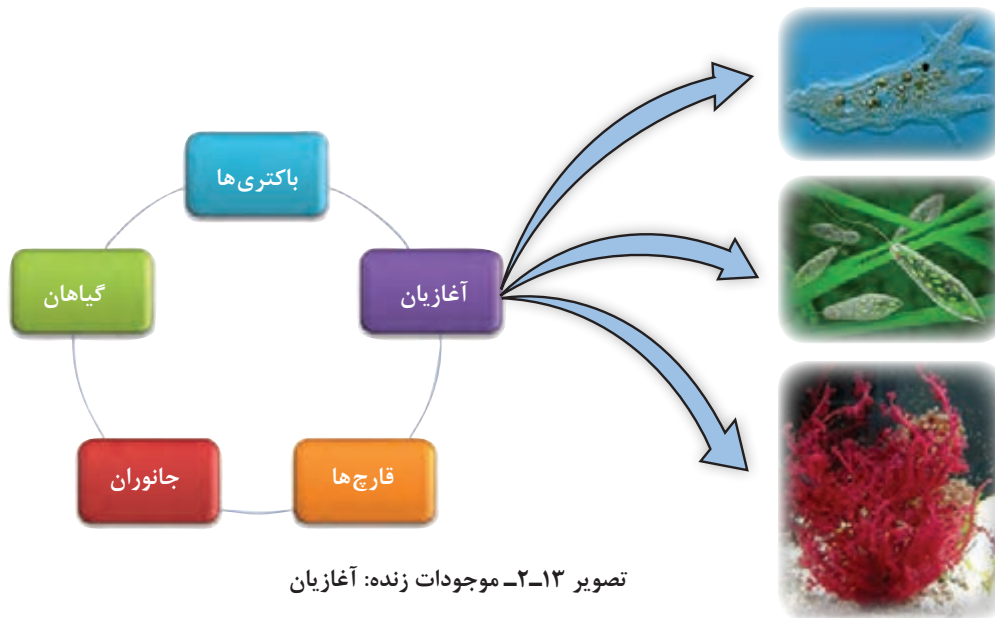 باکتری‌ها
آغازیان
گیاهان
قارچ‌ها
جانوران
تصویر ۱۳ـ۲ـ موجودات زنده: آغازیان